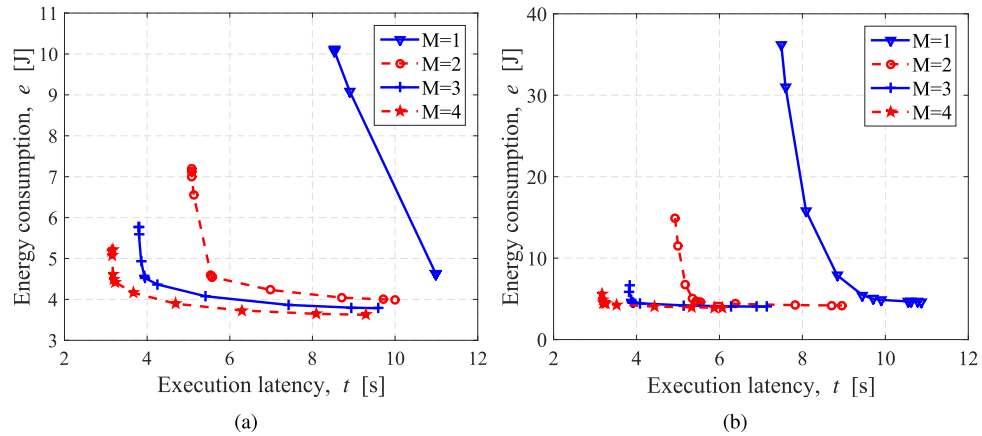 11
10
9
8
7
6
5
4
3
2
4
6
8
10
12
Energy consumption, e [J]
Execution latency, t [s]
M=1
M=2
M=3
M=4
(a)
40
30
20
10
0
2
4
6
8
10
12
Energy consumption, e [J]
Execution latency, t [s]
M=1
M=2
M=3
M=4
(b)